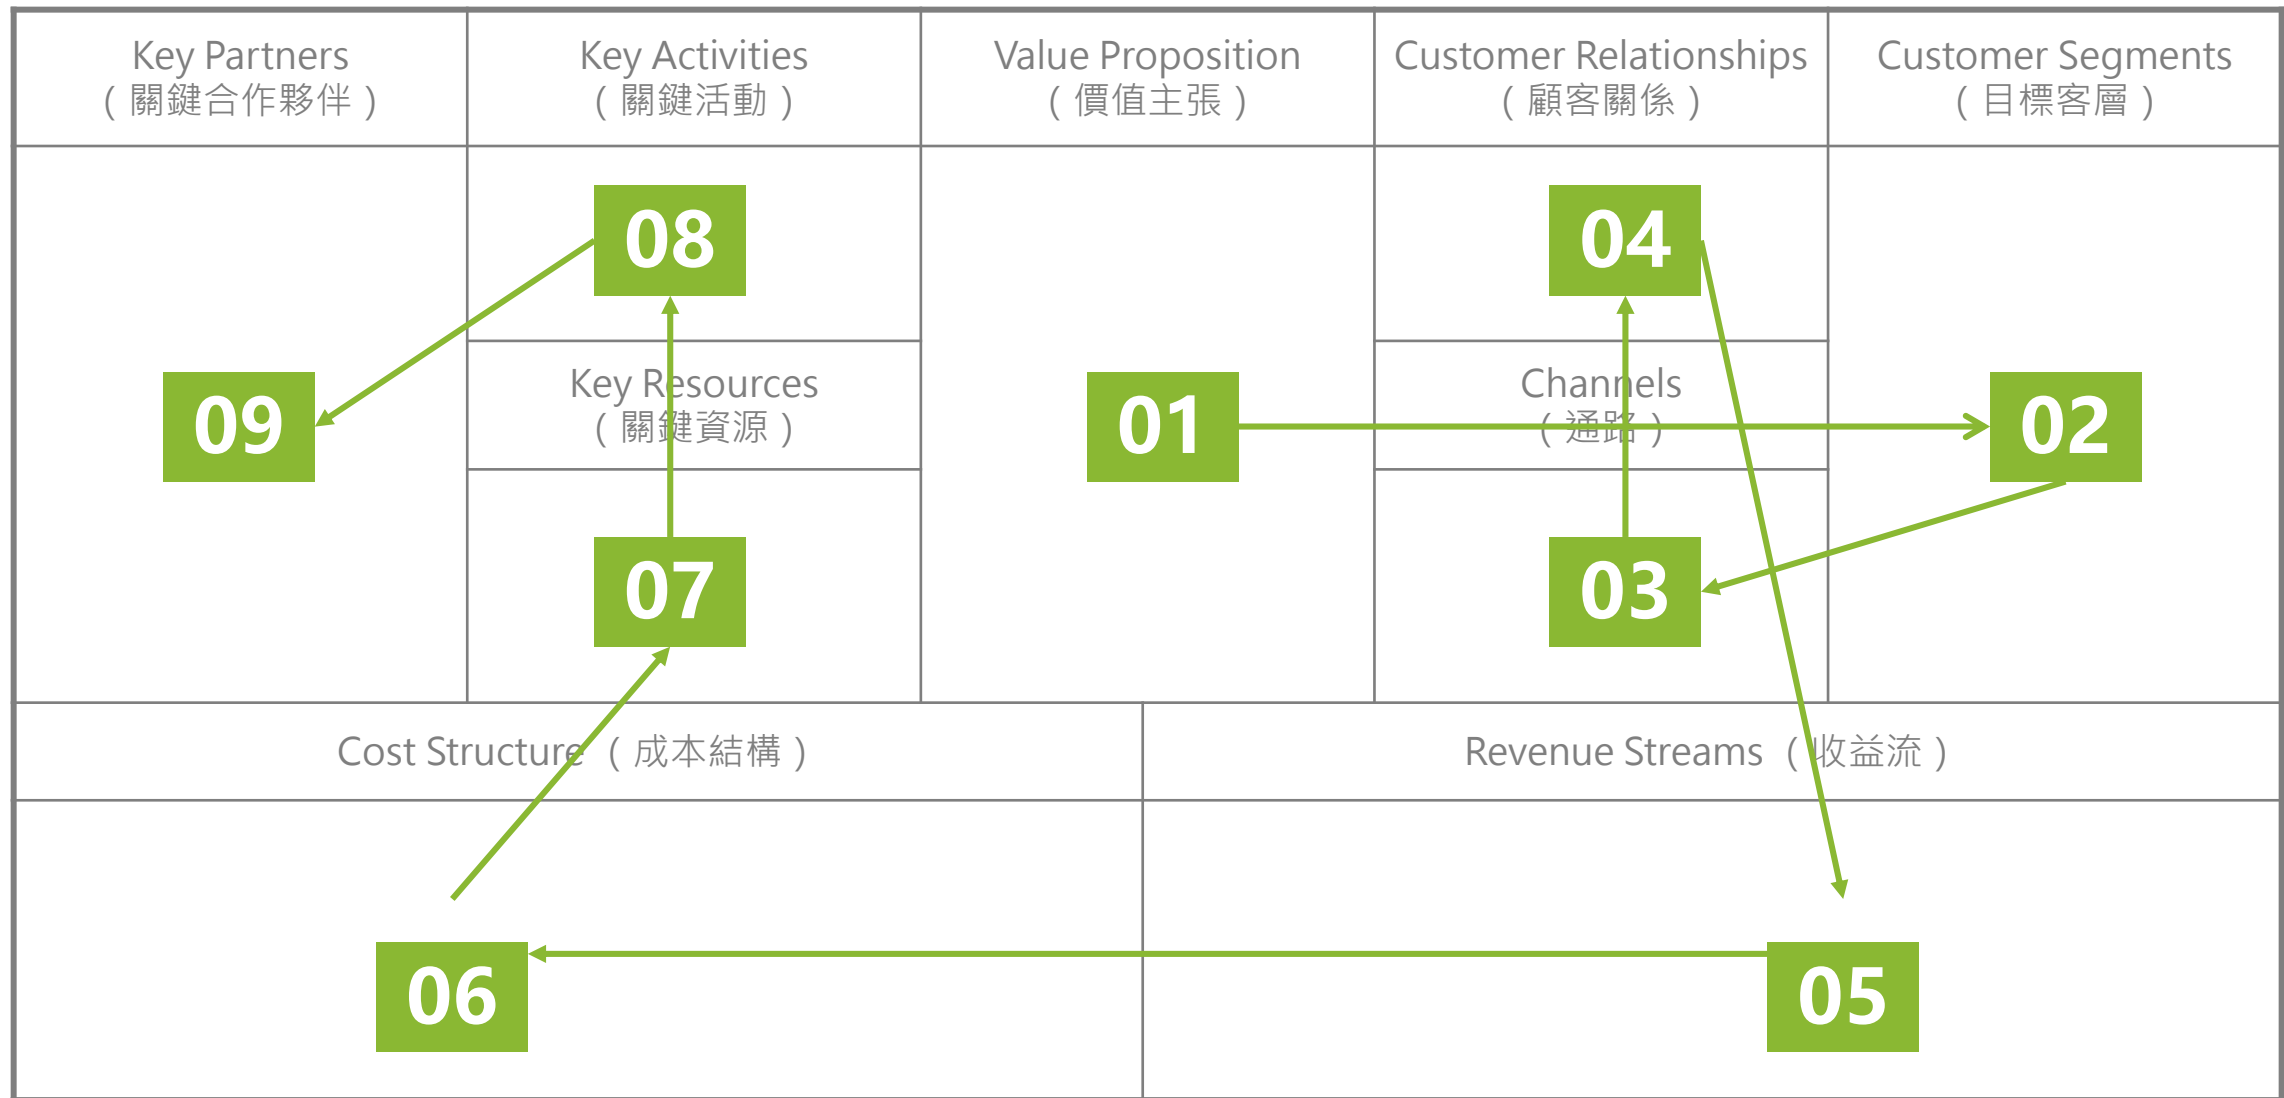 Key Partners
（關鍵合作夥伴）
Key Activities
（關鍵活動）
Value Proposition
（價值主張）
Customer Relationships
（顧客關係）
Customer Segments
（目標客層）
08
04
Key Resources
（關鍵資源）
Channels
（通路）
09
01
02
07
03
Cost Structure （成本結構）
Revenue Streams （收益流）
06
05